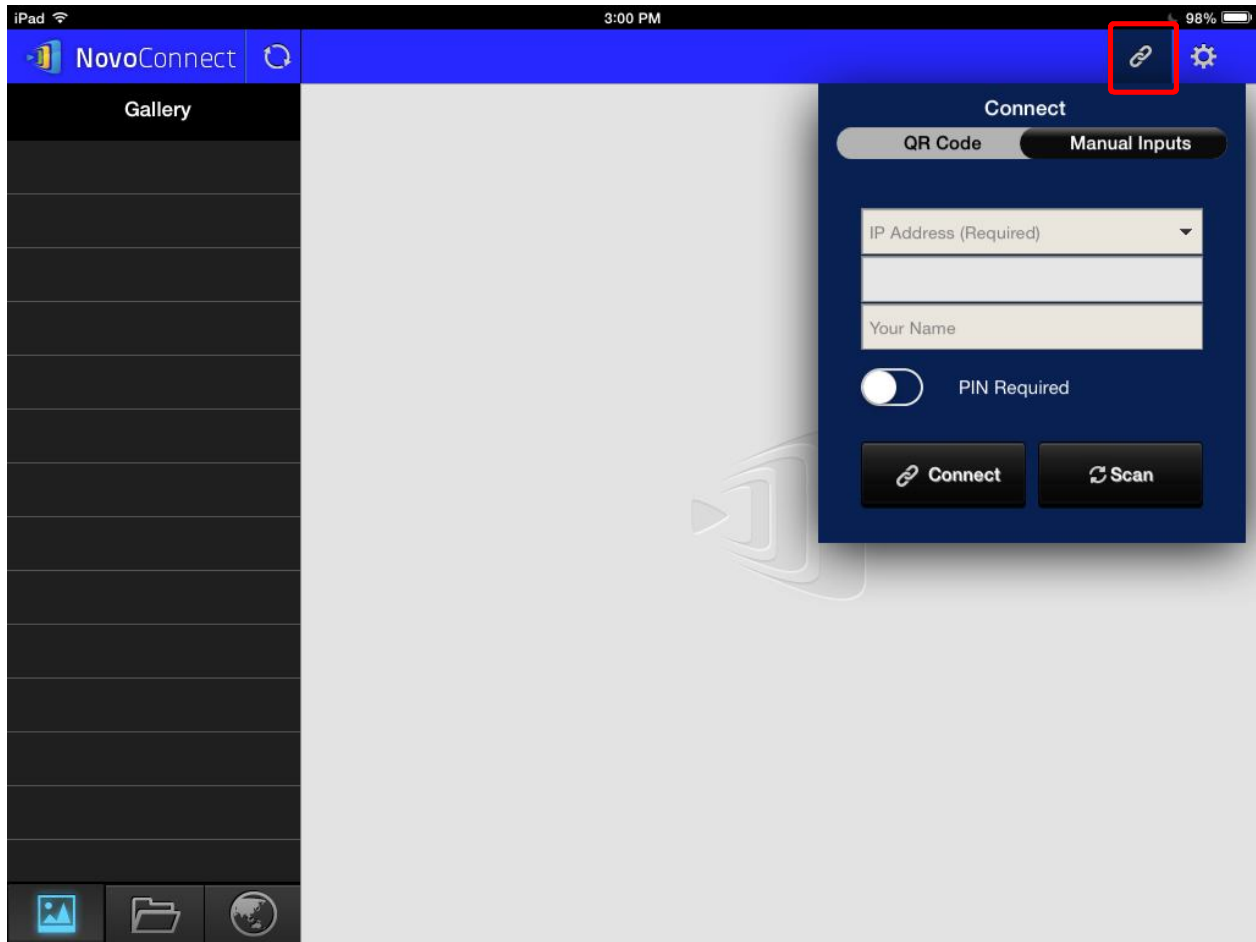 iPad 3:00 PM 98%
NovoConnect
Gallery
Connect
QR Code Manual Inputs
IP Address (Required)
Your Name
PIN Required
Connect Scan